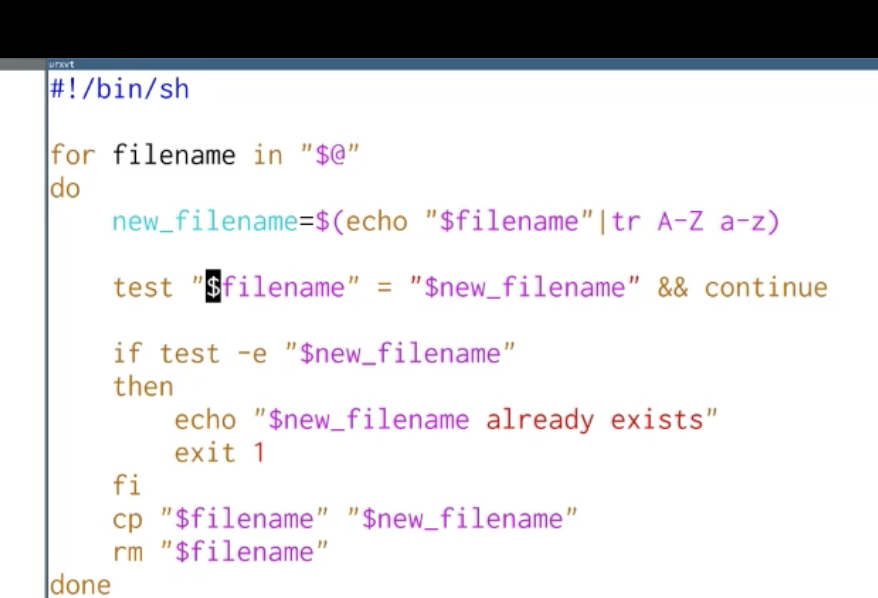 urxvt
#!/bin/sh
for filename in "$@"
do
new_filename=$(echo "$filename"|tr A-Z a-z)
test "$filename" = "$new_filename" && continue
if test -e "$new_filename"
then
echo "$new_filename already exists"
exit 1
fi
cp "$filename" "$new_filename"
rm "$filename"
done